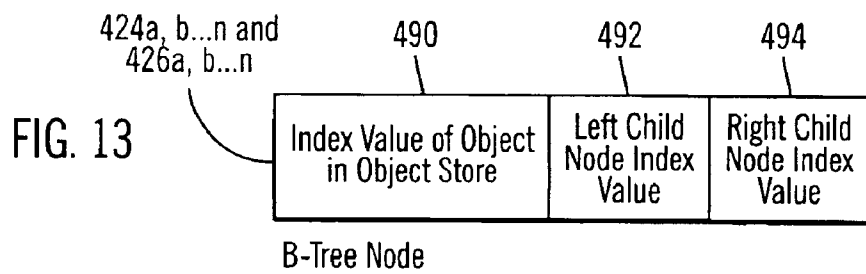 424a, b...n and
426a, b...n
490
492
494
FIG. 13
Index Value of Object
in Object Store
Left Child
Node Index
Value
Right Child
Node Index
Value
B-Tree Node